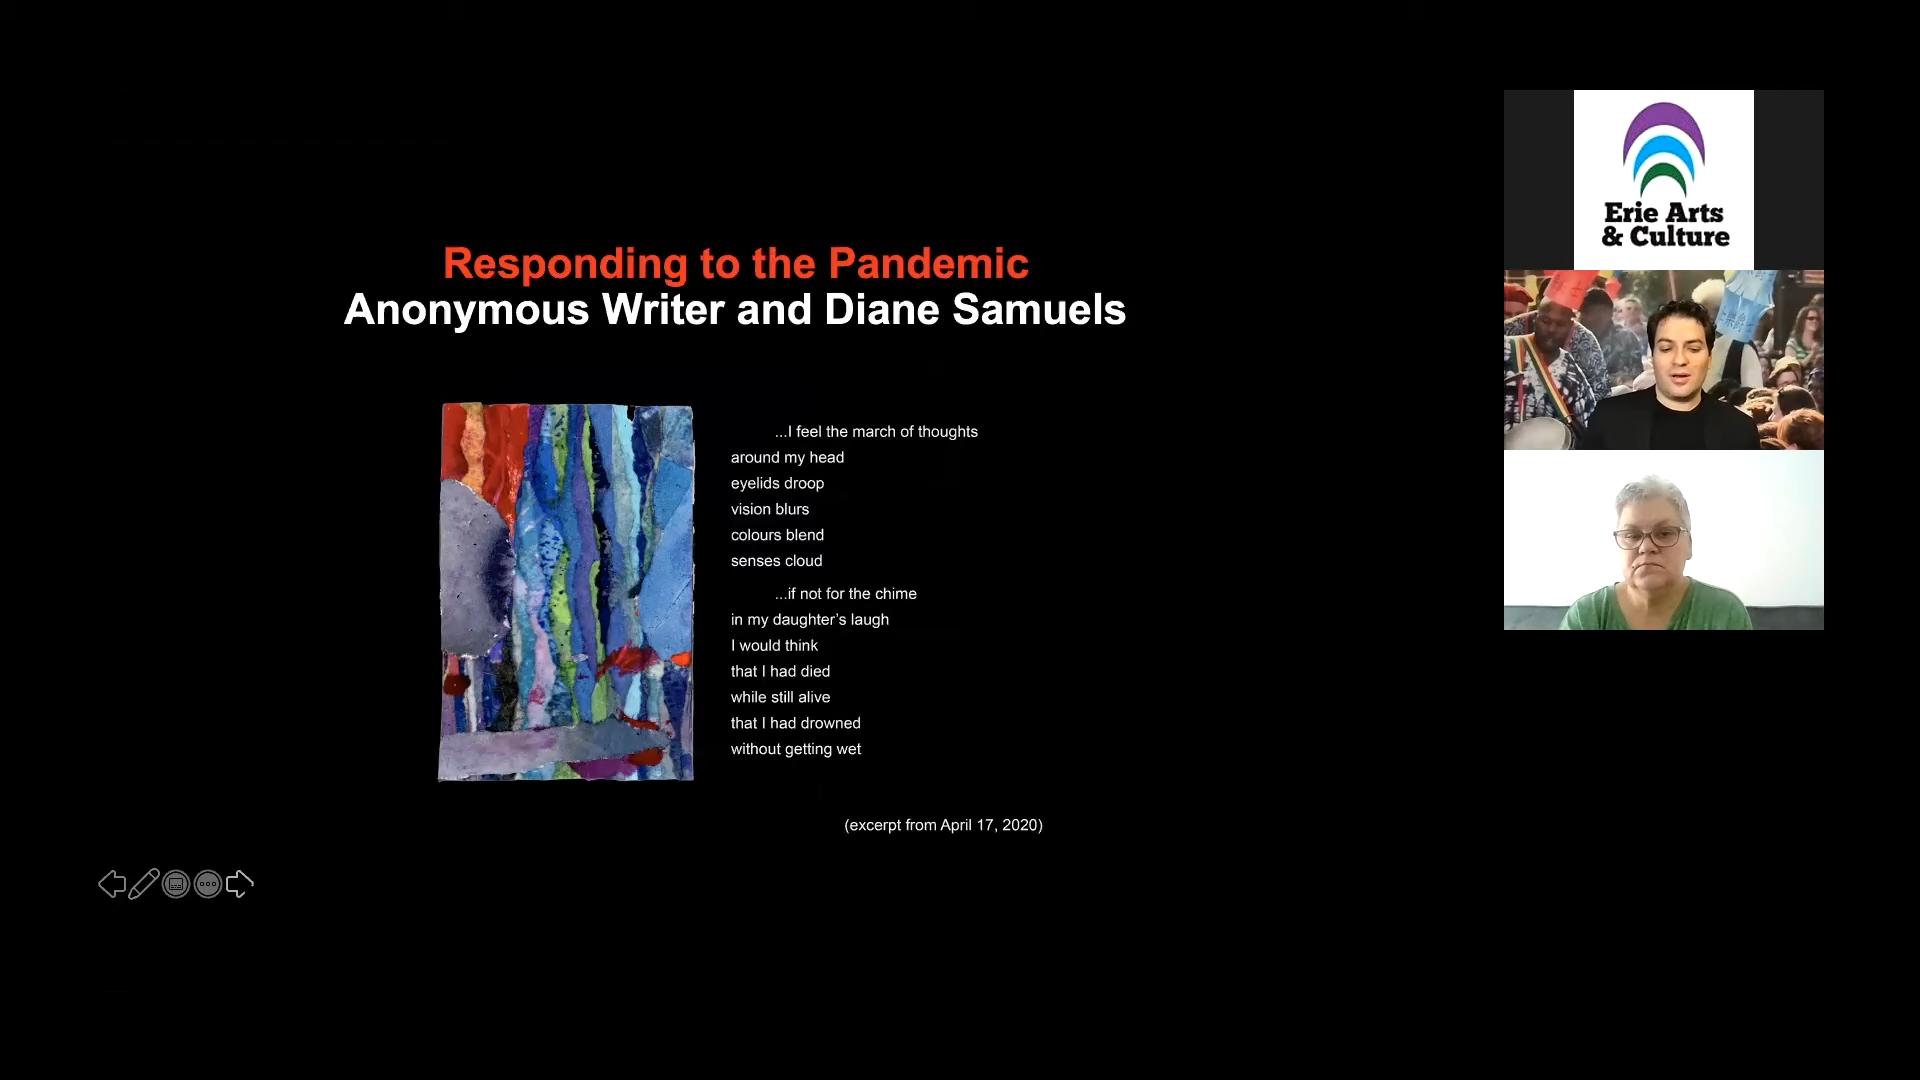 Responding to the Pandemic
Anonymous Writer and Diane Samuels
...I feel the march of thoughts
around my head
eyelids droop
vision blurs
colours blend
senses cloud
...if not for the chime
in my daughter’s laugh
I would think
that I had died
while still alive
that I had drowned
without getting wet
(excerpt from April 17, 2020)
Erie Arts
& Culture